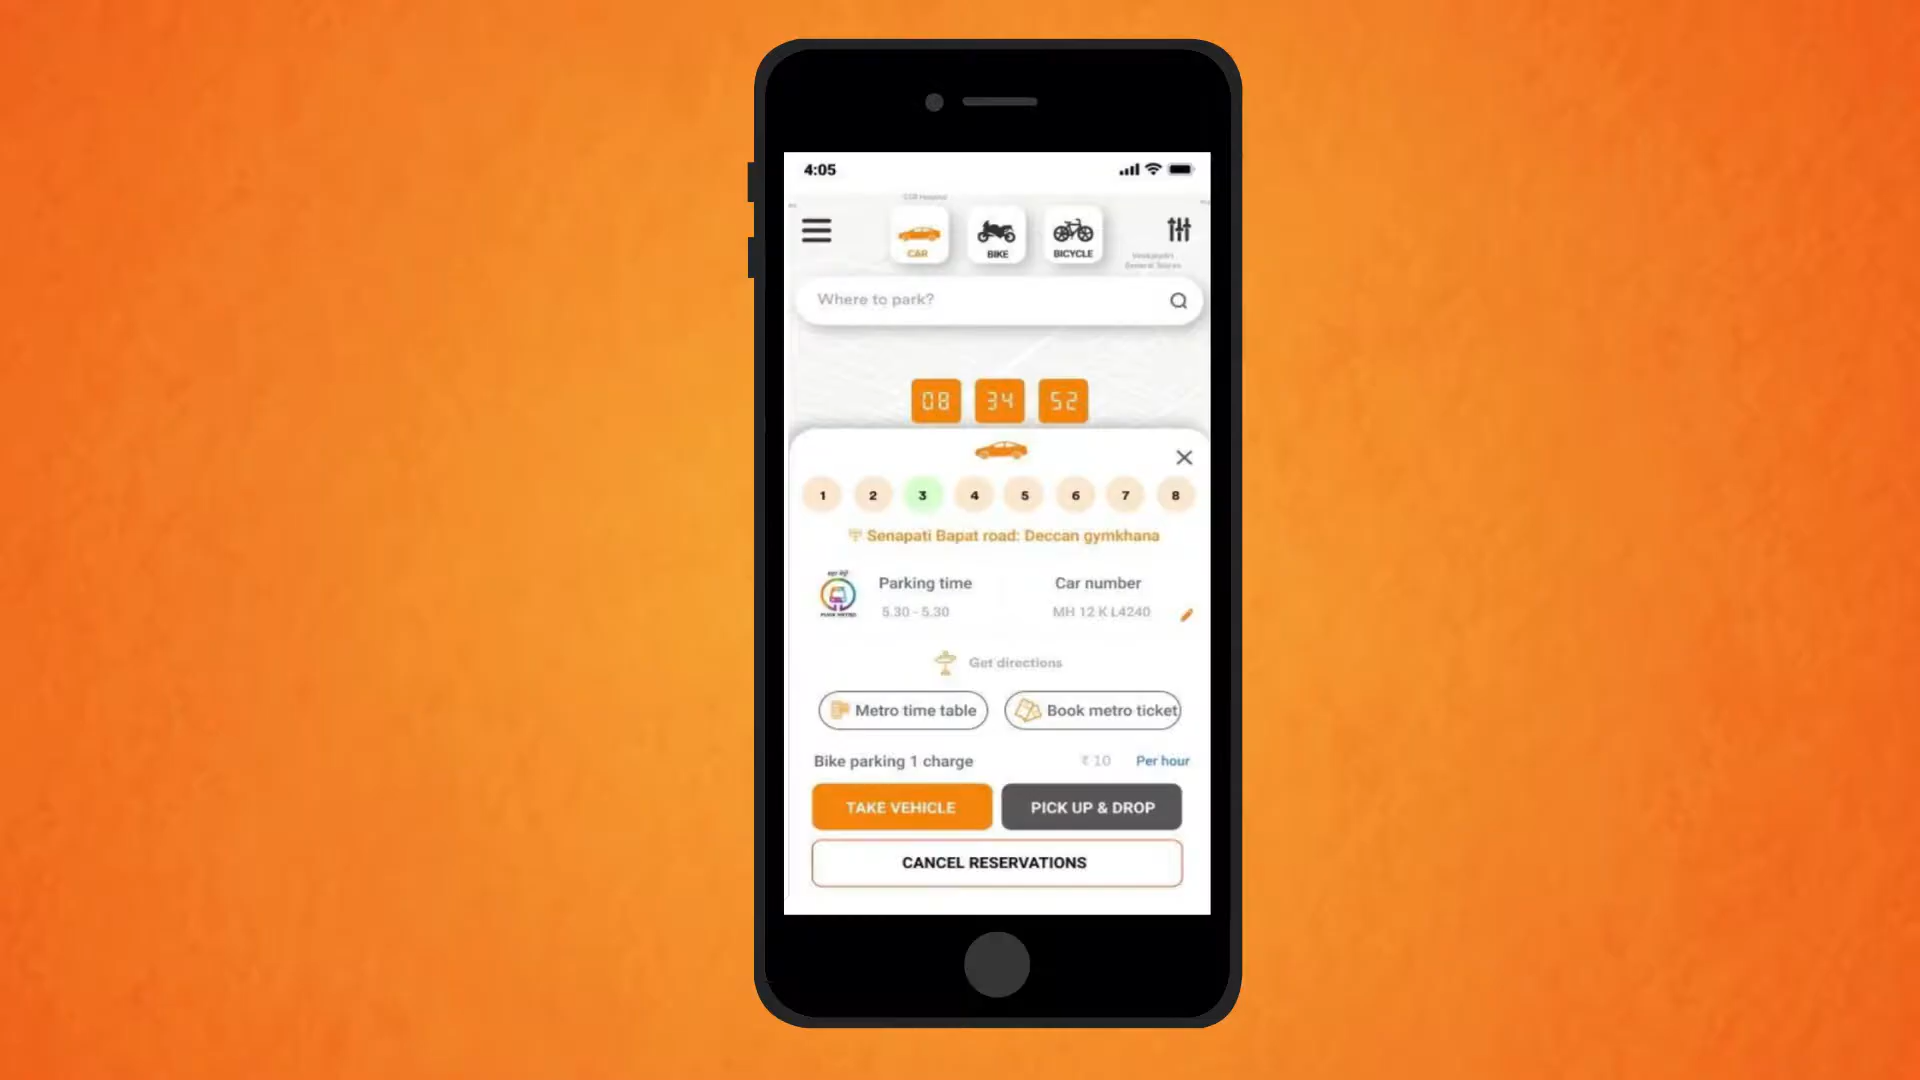 4:05
CAR
BIKE
BICYCLE
General Stores
Where to park?
08 34 52
1 2 3 4 5 6 7 8
Senapati Bapat road: Deccan gymkhana
Parking time
Car number
5.30 - 5.30
MH 12 K L4240
Get directions
Metro time table
Book metro ticket
Bike parking 1 charge
₹ 10
Per hour
TAKE VEHICLE
PICK UP & DROP
CANCEL RESERVATIONS